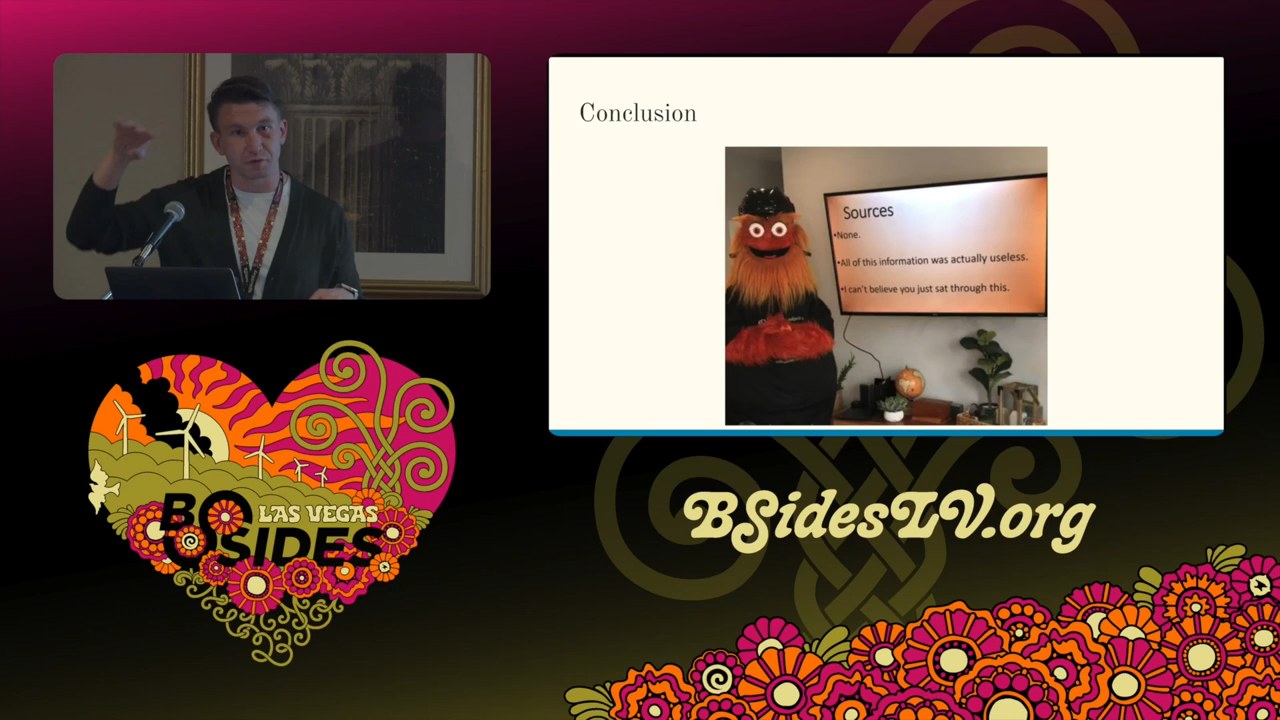 Conclusion
Sources
•None.
•All of this information was actually useless.
•I can't believe you just sat through this.
LAS VEGAS
BSIDES
BSidesLV.org